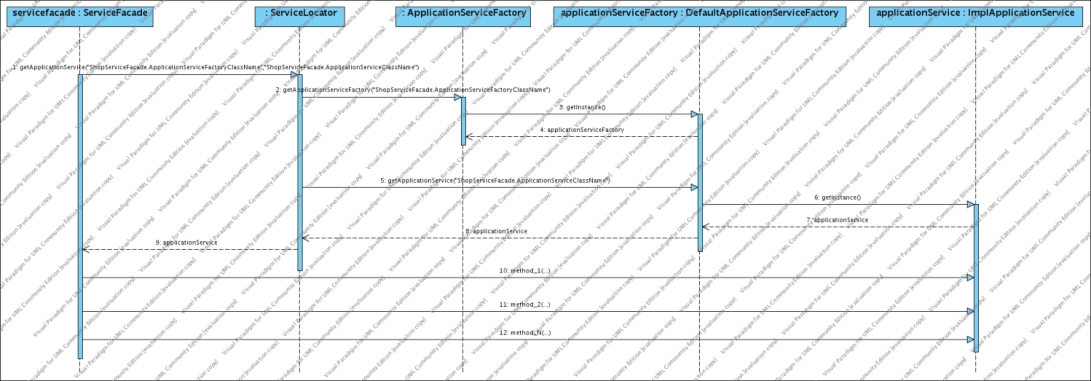 servicefacade : ServiceFacade
: ServiceLocator
: ApplicationServiceFactory
applicationServiceFactory : DefaultApplicationServiceFactory
applicationService : ImplApplicationService
1: getApplicationService("ShopServiceFacade.ApplicationServiceFactoryClassName","ShopServiceFacade.ApplicationServiceClassName")
2: getApplicationServiceFactory("ShopServiceFacade.ApplicationServiceFactoryClassName")
3: getInstance()
4: applicationServiceFactory
5: getApplicationService("ShopServiceFacade.ApplicationServiceClassName")
6: getInstance()
7: applicationService
8: applicationService
9: applicationService
10: method_1(...)
11: method_2(...)
12: method_N(...)
Visual Paradigm for UML Community Edition [evaluation copy]